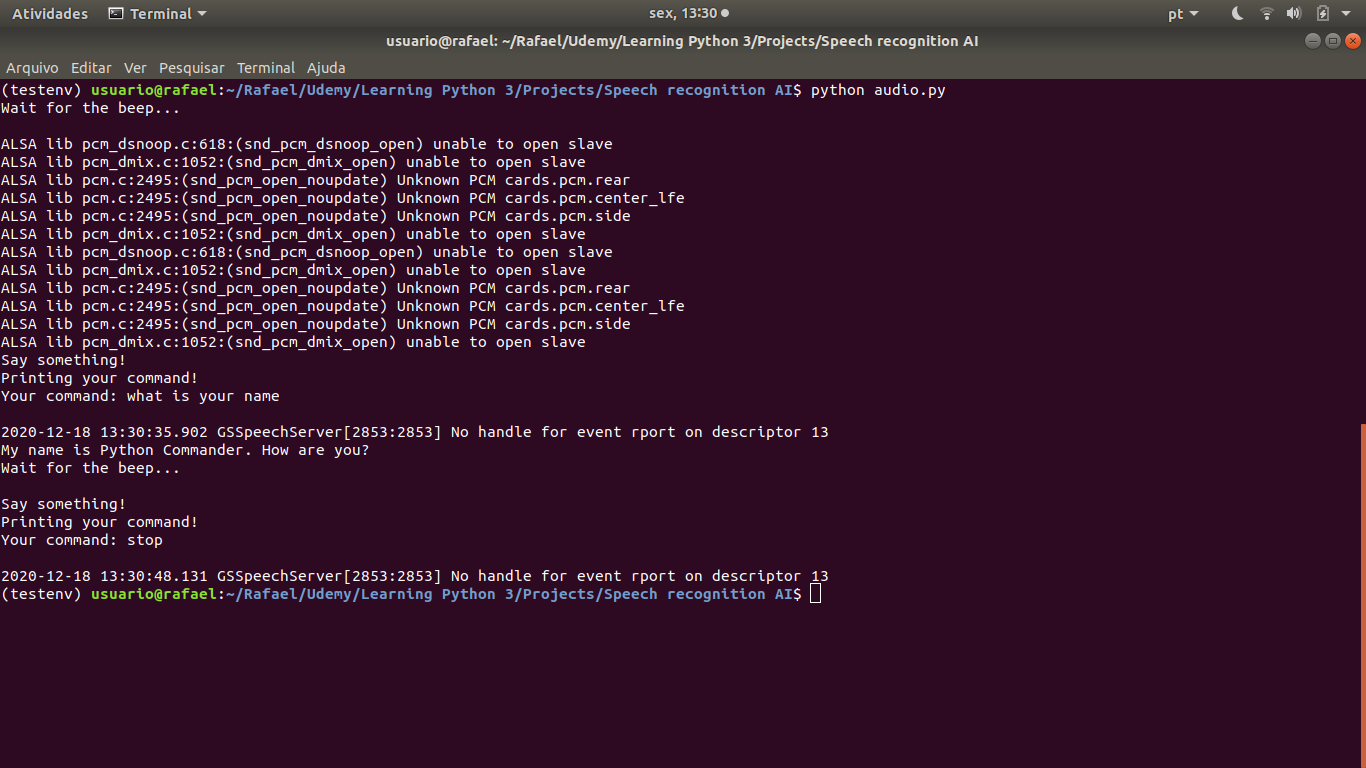 Atividades Terminal sex, 13:30 pt
usuario@rafael: ~/Rafael/Udemy/Learning Python 3/Projects/Speech recognition AI
Arquivo Editar Ver Pesquisar Terminal Ajuda
(testenv) usuario@rafael:~/Rafael/Udemy/Learning Python 3/Projects/Speech recognition AI$ python audio.py
Wait for the beep...
ALSA lib pcm_dsnoop.c:618:(snd_pcm_dsnoop_open) unable to open slave
ALSA lib pcm_dmix.c:1052:(snd_pcm_dmix_open) unable to open slave
ALSA lib pcm.c:2495:(snd_pcm_open_noupdate) Unknown PCM cards.pcm.rear
ALSA lib pcm.c:2495:(snd_pcm_open_noupdate) Unknown PCM cards.pcm.center_lfe
ALSA lib pcm.c:2495:(snd_pcm_open_noupdate) Unknown PCM cards.pcm.side
ALSA lib pcm_dmix.c:1052:(snd_pcm_dmix_open) unable to open slave
ALSA lib pcm_dsnoop.c:618:(snd_pcm_dsnoop_open) unable to open slave
ALSA lib pcm_dmix.c:1052:(snd_pcm_dmix_open) unable to open slave
ALSA lib pcm.c:2495:(snd_pcm_open_noupdate) Unknown PCM cards.pcm.rear
ALSA lib pcm.c:2495:(snd_pcm_open_noupdate) Unknown PCM cards.pcm.center_lfe
ALSA lib pcm.c:2495:(snd_pcm_open_noupdate) Unknown PCM cards.pcm.side
ALSA lib pcm_dmix.c:1052:(snd_pcm_dmix_open) unable to open slave
Say something!
Printing your command!
Your command: what is your name
2020-12-18 13:30:35.902 GSSpeechServer[2853:2853] No handle for event rport on descriptor 13
My name is Python Commander. How are you?
Wait for the beep...
Say something!
Printing your command!
Your command: stop
2020-12-18 13:30:48.131 GSSpeechServer[2853:2853] No handle for event rport on descriptor 13
(testenv) usuario@rafael:~/Rafael/Udemy/Learning Python 3/Projects/Speech recognition AI$